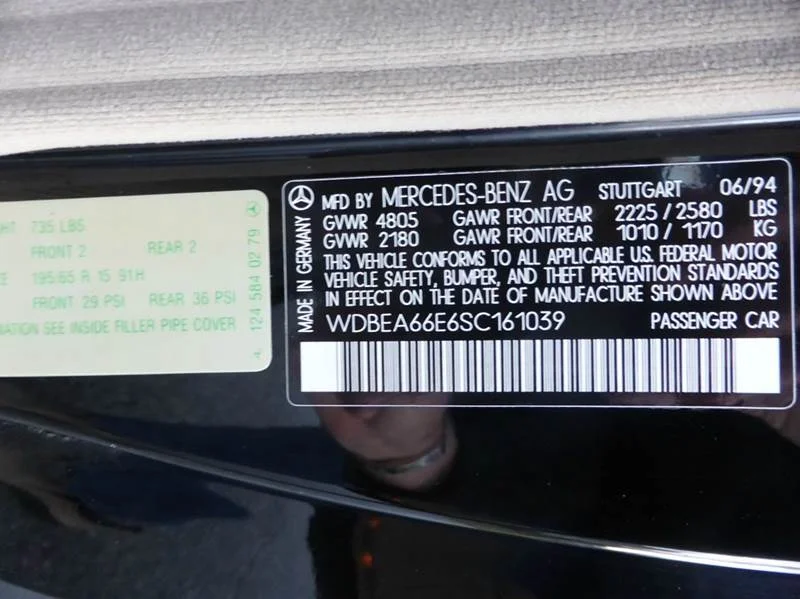 HT 735 LBS
FRONT 2 REAR 2
E 195/65 R 15 91H
FRONT 29 PSI REAR 36 PSI
MATION SEE INSIDE FILLER PIPE COVER
A 124 584 02 79
MADE IN GERMANY
MFD BY MERCEDES-BENZ AG STUTTGART 06/94
GVWR 4805 GAWR FRONT/REAR 2225/2580 LBS
GVWR 2180 GAWR FRONT/REAR 1010/1170 KG
THIS VEHICLE CONFORMS TO ALL APPLICABLE U.S. FEDERAL MOTOR
VEHICLE SAFETY, BUMPER, AND THEFT PREVENTION STANDARDS
IN EFFECT ON THE DATE OF MANUFACTURE SHOWN ABOVE
WDBEA66E6SC161039 PASSENGER CAR